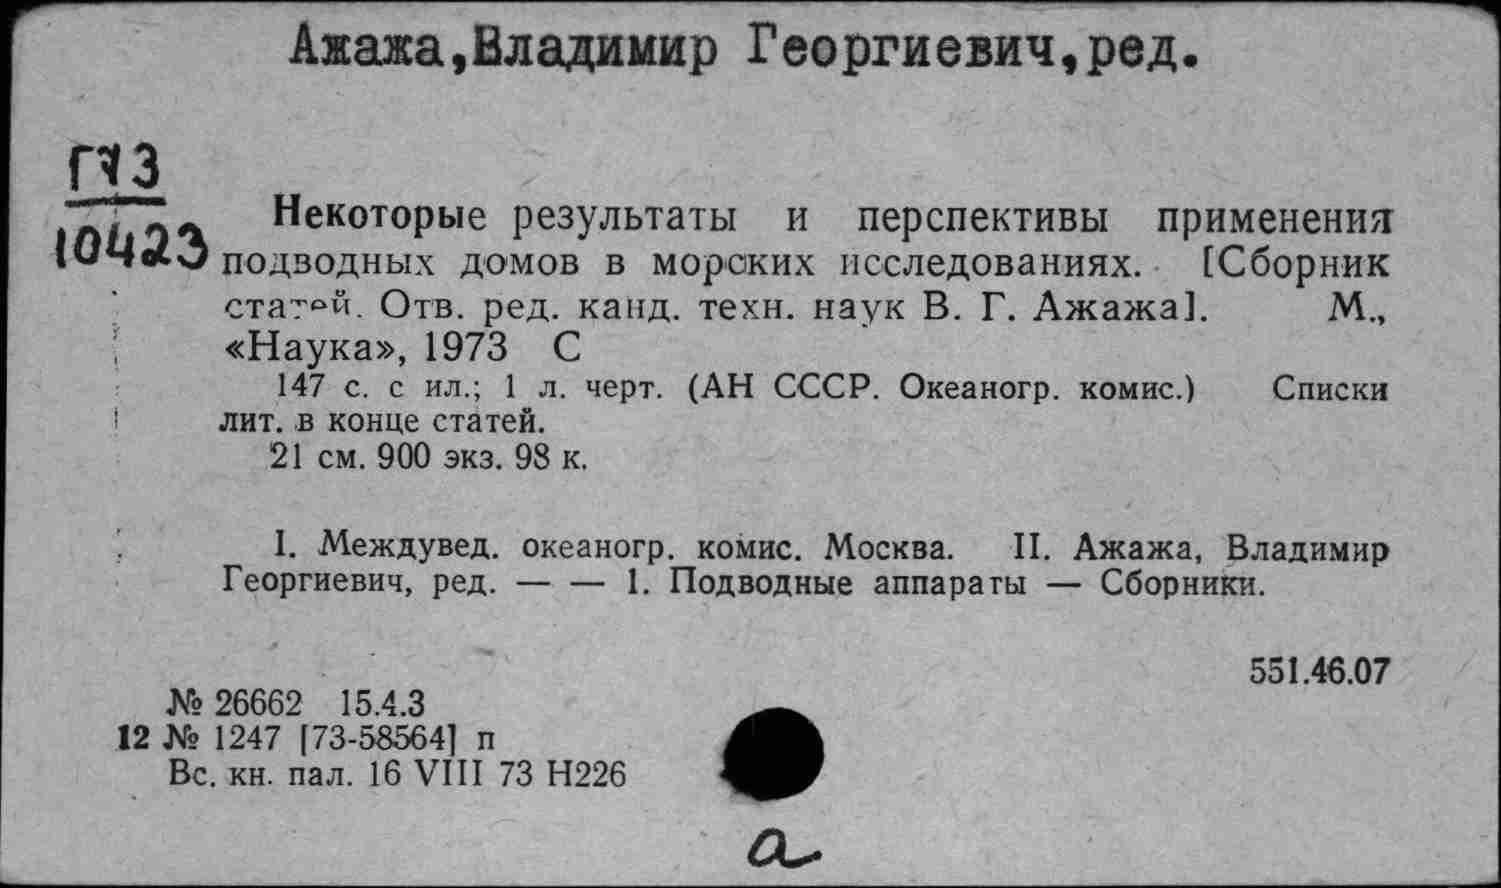 Ажажа,Владимир Георгиевич,ред.
Г73
10423
Некоторые результаты и перспективы применения
подводных домов в морских исследованиях. [Сборник
статей. Отв. ред. канд. техн. наук В. Г. Ажажа]. М.,
«Наука», 1973 С
147 с. с ил.; 1 л. черт. (АН СССР. Океаногр. комис.) Списки
лит. в конце статей.
21 см. 900 экз. 98 к.
I. Междувед. океаногр. комис. Москва. II. Ажажа, Владимир
Георгиевич, ред. — — 1. Подводные аппараты — Сборники.
551.46.07
№ 26662 15.4.3
12 № 1247 [73-58564] п
Вс. кн. пал. 16 VIII 73 Н226
а